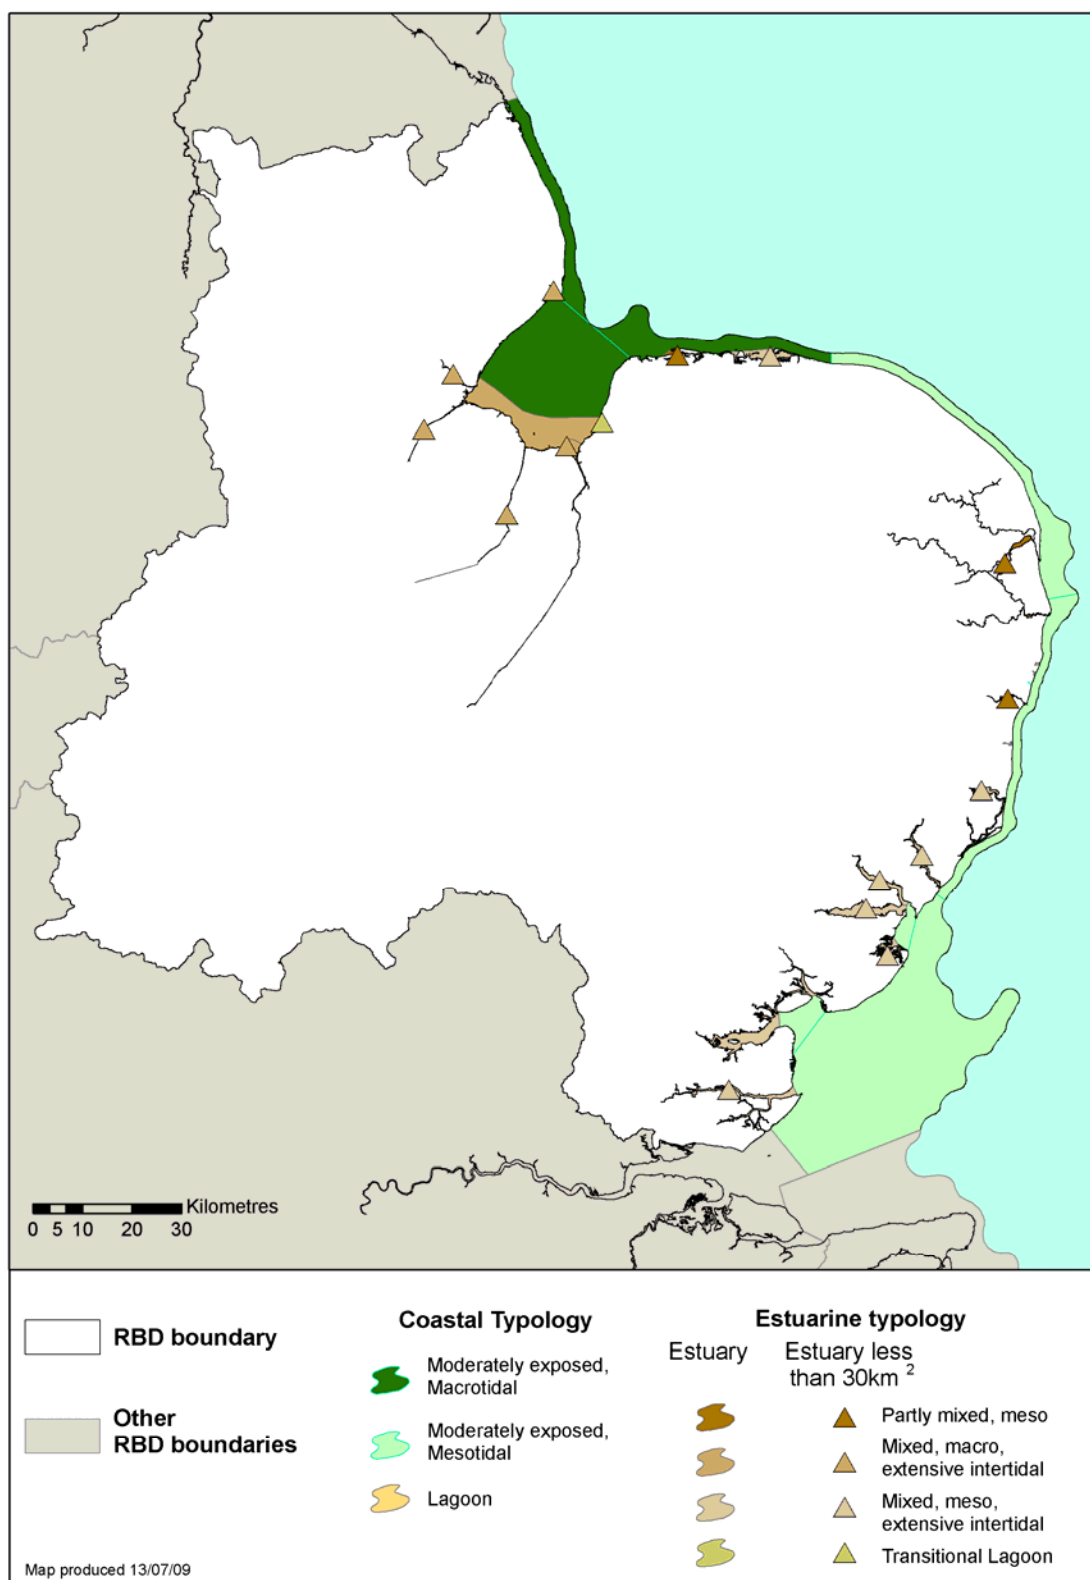 Kilometres
0 5 10 20 30
RBD boundary
Other
RBD boundaries
Coastal Typology
Moderately exposed,
Macrotidal
Moderately exposed,
Mesotidal
Lagoon
Estuarine typology
Estuary
Estuary less
than 30km ²
Partly mixed, meso
Mixed, macro,
extensive intertidal
Mixed, meso,
extensive intertidal
Transitional Lagoon
Map produced 13/07/09